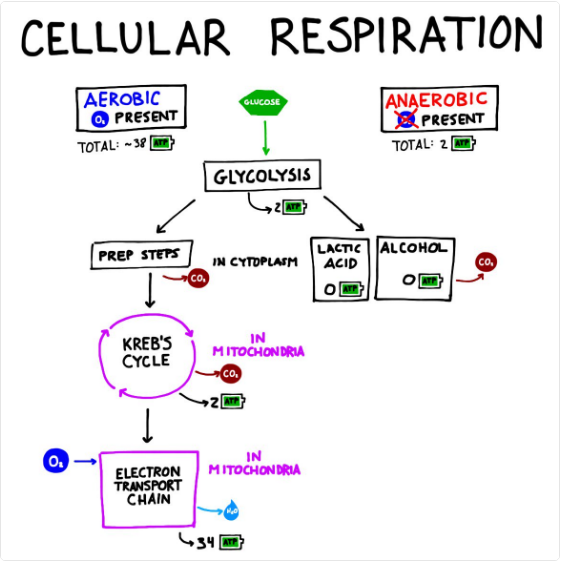 CELLULAR RESPIRATION
AEROBIC
O₂ PRESENT
TOTAL: ~38 ATP
GLUCOSE
ANAEROBIC
O₂ PRESENT
TOTAL: 2 ATP
GLYCOLYSIS
2 ATP
PREP STEPS
CO₂
IN CYTOPLASM
LACTIC
ACID
0 ATP
ALCOHOL
0 ATP
CO₂
KREB'S
CYCLE
IN
MITOCHONDRIA
CO₂
2 ATP
O₂
ELECTRON
TRANSPORT
CHAIN
IN
MITOCHONDRIA
H₂O
34 ATP